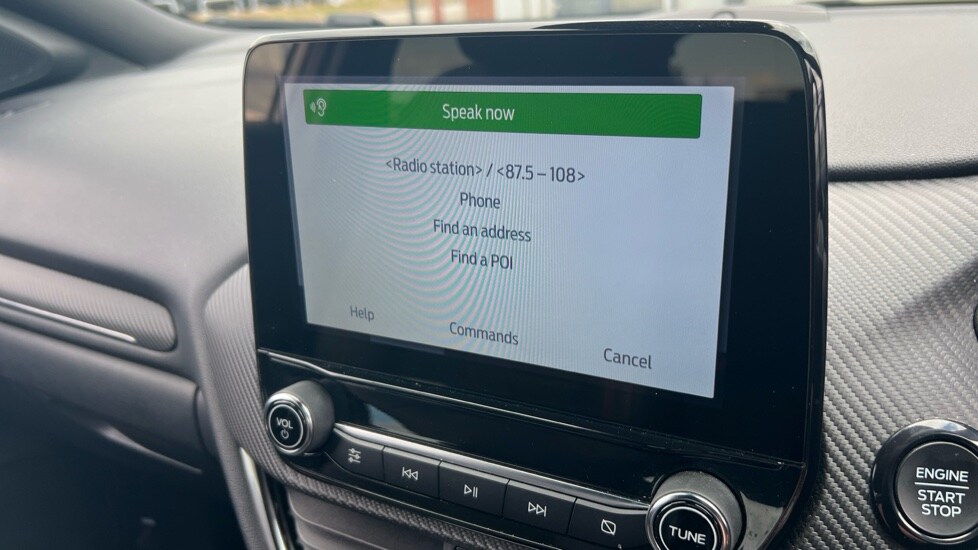 Speak now
<Radio station> / <87.5 – 108>
Phone
Find an address
Find a POI
Help
Commands
Cancel
VOL
TUNE
ENGINE
START
STOP